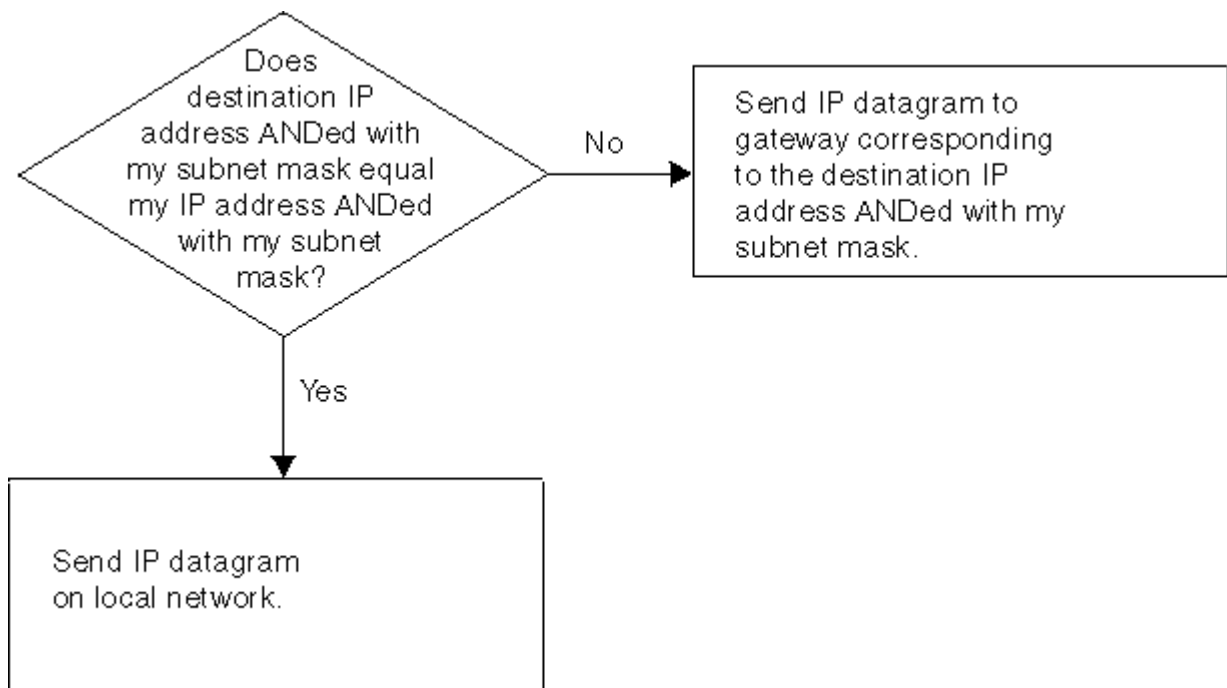 Does
destination IP
address ANDed with
my subnet mask equal
my IP address ANDed
with my subnet
mask?
No
Send IP datagram to
gateway corresponding
to the destination IP
address ANDed with my
subnet mask.
Yes
Send IP datagram
on local network.